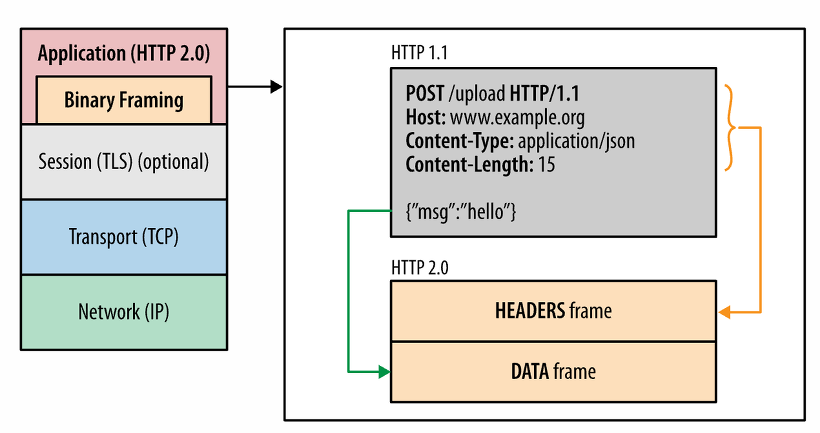 Application (HTTP 2.0)
Binary Framing
Session (TLS) (optional)
Transport (TCP)
Network (IP)
HTTP 1.1
POST /upload HTTP/1.1
Host: www.example.org
Content-Type: application/json
Content-Length: 15
{”msg”:”hello”}
HTTP 2.0
HEADERS frame
DATA frame